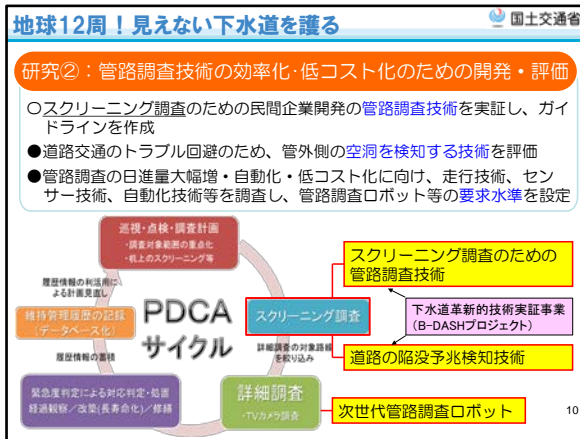 地球12周！見えない下水道を護る
国土交通省
研究②：管路調査技術の効率化・低コスト化のための開発・評価
○スクリーニング調査のための民間企業開発の管路調査技術を実証し、ガイ
ドラインを作成
●道路交通のトラブル回避のため、管外側の空洞を検知する技術を評価
●管路調査の日進量大幅増・自動化・低コスト化に向け、走行技術、セン
サー技術、自動化技術等を調査し、管路調査ロボット等の要求水準を設定
巡視・点検・調査計画
・調査対象範囲の重点化
・机上のスクリーニング等
履歴情報の利活用に
よる計画見直し
維持管理履歴の記録
（データベース化）
履歴情報の蓄積
緊急度判定による対応判定・処置
経過観察／改築(長寿命化)／修繕
PDCA
サイクル
スクリーニング調査
詳細調査の対象路線
を絞り込み
詳細調査
・TVカメラ調査
スクリーニング調査のための
管路調査技術
下水道革新的技術実証事業
（B-DASHプロジェクト）
道路の陥没予兆検知技術
次世代管路調査ロボット
10